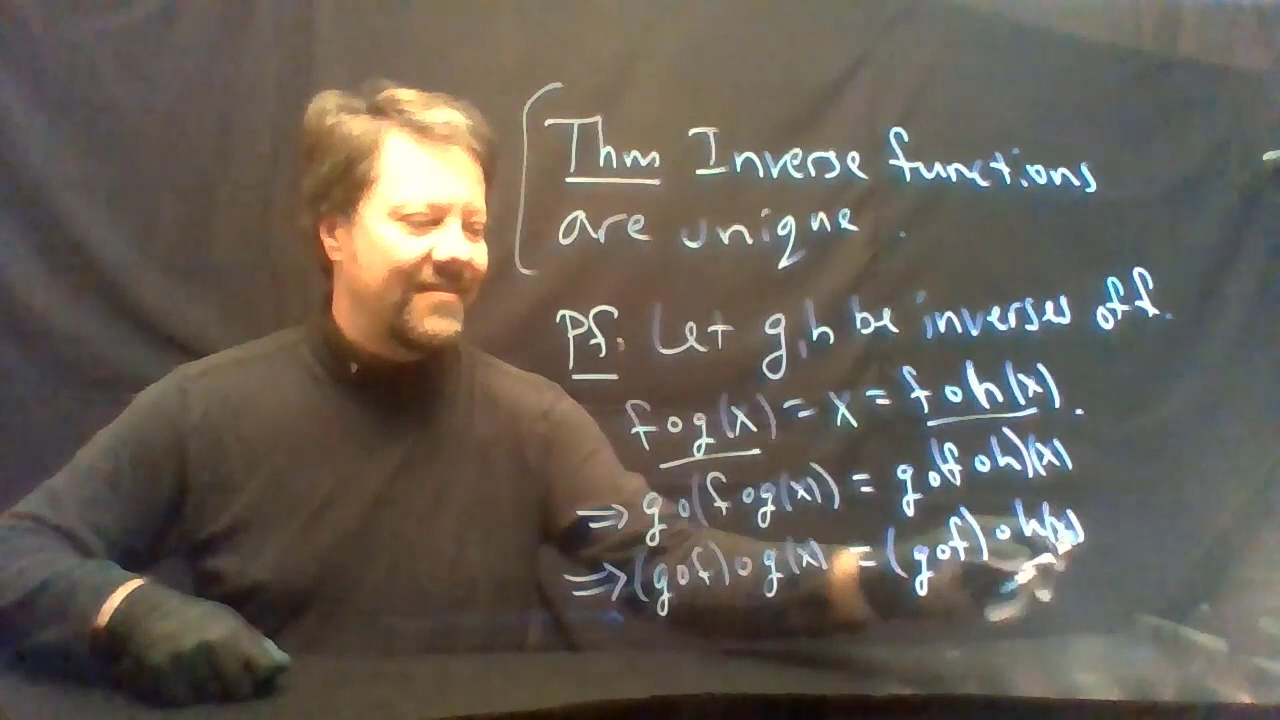 Thm Inverse functions
are unique.
Pf. Let g, h be inverses of f.
f∘g(x) = x = f∘h(x).
⇒ g∘(f∘g(x)) = g∘(f∘h)(x)
⇒ (g∘f)∘g(x) = (g∘f)∘h(x)